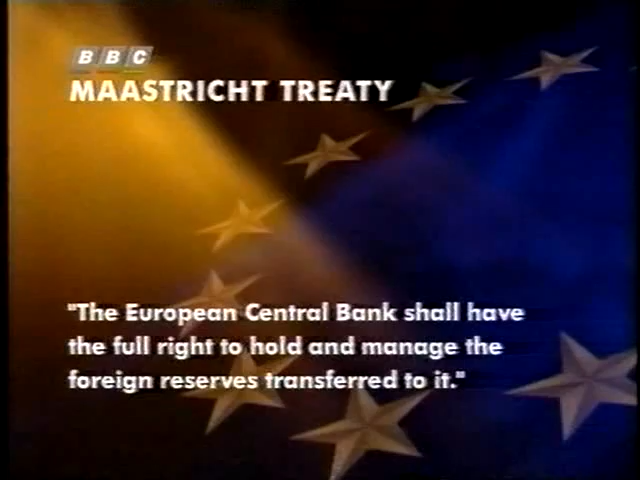 BBC
MAASTRICHT TREATY
"The European Central Bank shall have
the full right to hold and manage the
foreign reserves transferred to it."